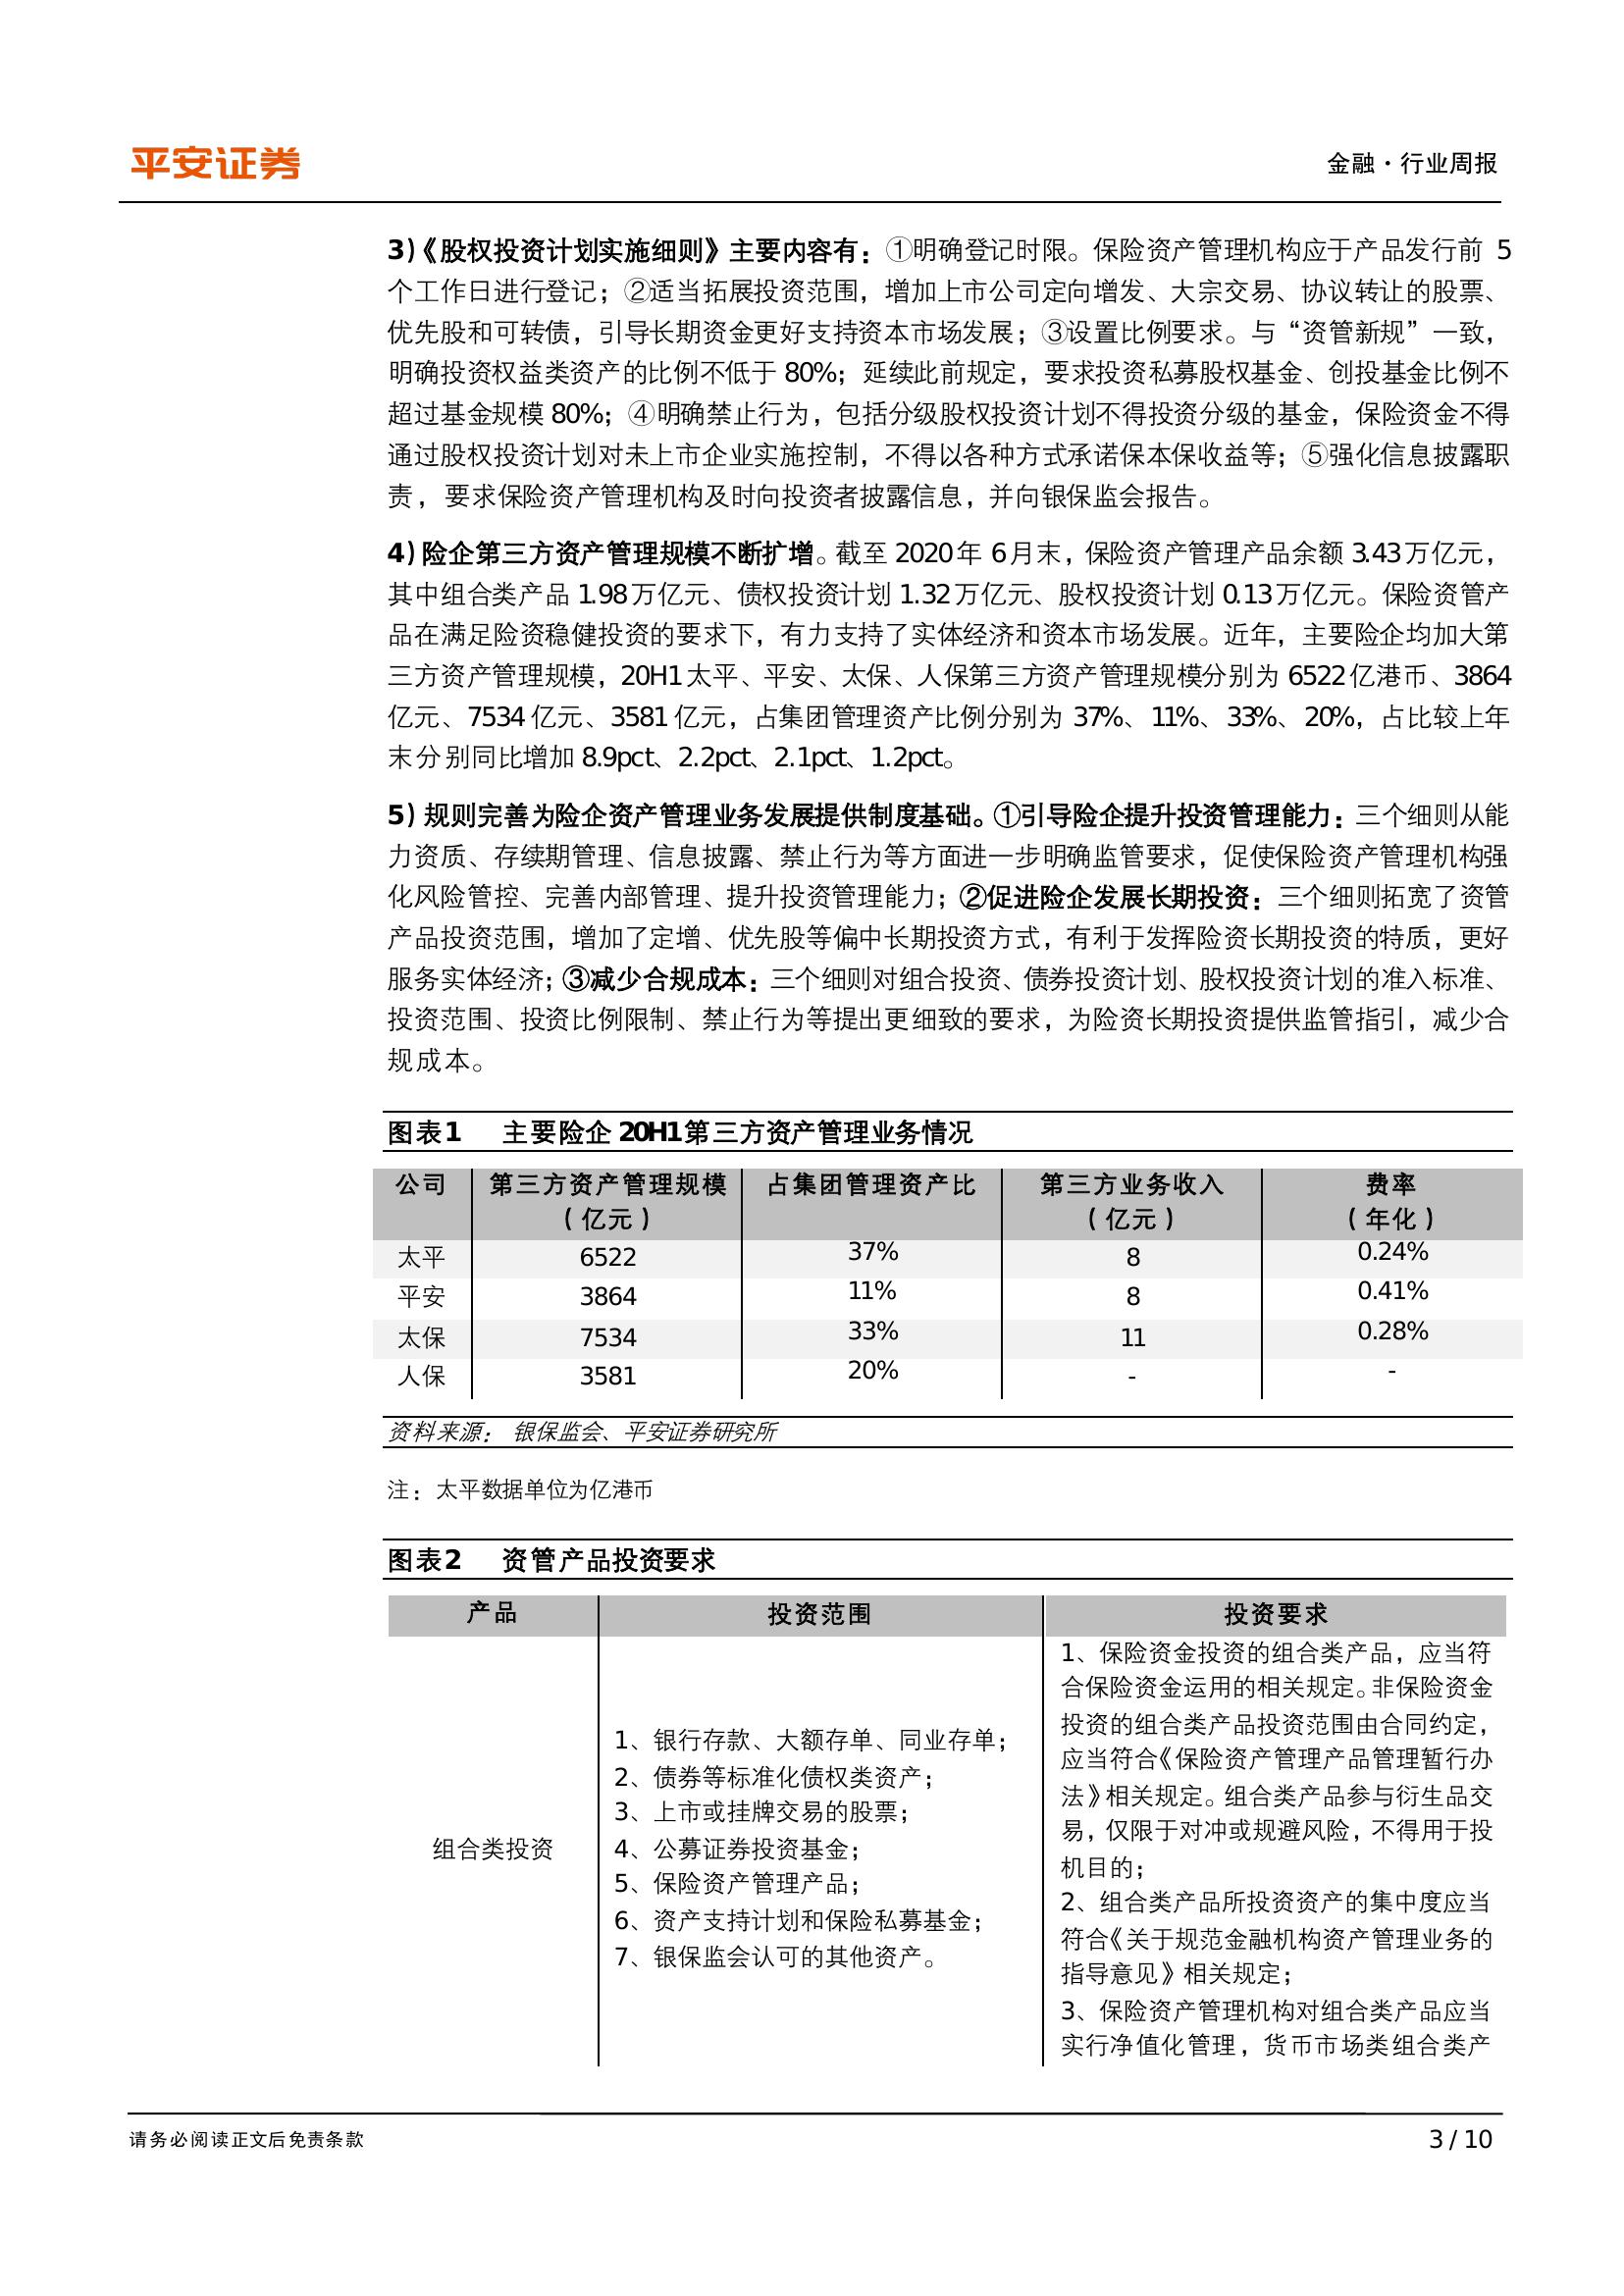 平安证券
金融·行业周报
3)《股权投资计划实施细则》主要内容有：①明确登记时限。保险资产管理机构应于产品发行前 5
个工作日进行登记；②适当拓展投资范围，增加上市公司定向增发、大宗交易、协议转让的股票、
优先股和可转债，引导长期资金更好支持资本市场发展；③设置比例要求。与“资管新规”一致，
明确投资权益类资产的比例不低于 80%；延续此前规定，要求投资私募股权基金、创投基金比例不
超过基金规模 80%；④明确禁止行为，包括分级股权投资计划不得投资分级的基金，保险资金不得
通过股权投资计划对未上市企业实施控制，不得以各种方式承诺保本保收益等；⑤强化信息披露职
责，要求保险资产管理机构及时向投资者披露信息，并向银保监会报告。
4) 险企第三方资产管理规模不断扩增。截至 2020 年 6 月末，保险资产管理产品余额 3.43 万亿元，
其中组合类产品 1.98 万亿元、债权投资计划 1.32 万亿元、股权投资计划 0.13 万亿元。保险资管产
品在满足险资稳健投资的要求下，有力支持了实体经济和资本市场发展。近年，主要险企均加大第
三方资产管理规模，20H1 太平、平安、太保、人保第三方资产管理规模分别为 6522 亿港币、3864
亿元、7534 亿元、3581 亿元，占集团管理资产比例分别为 37%、11%、33%、20%，占比较上年
末分别同比增加 8.9pct、2.2pct、2.1pct、1.2pct。
5) 规则完善为险企资产管理业务发展提供制度基础。①引导险企提升投资管理能力：三个细则从能
力资质、存续期管理、信息披露、禁止行为等方面进一步明确监管要求，促使保险资产管理机构强
化风险管控、完善内部管理、提升投资管理能力；②促进险企发展长期投资：三个细则拓宽了资管
产品投资范围，增加了定增、优先股等偏中长期投资方式，有利于发挥险资长期投资的特质，更好
服务实体经济；③减少合规成本：三个细则对组合投资、债券投资计划、股权投资计划的准入标准、
投资范围、投资比例限制、禁止行为等提出更细致的要求，为险资长期投资提供监管指引，减少合
规成本。
图表1 主要险企 20H1 第三方资产管理业务情况
公司 第三方资产管理规模 占集团管理资产比 第三方业务收入 费率
（亿元） （亿元） （年化）
太平 6522 37% 8 0.24%
平安 3864 11% 8 0.41%
太保 7534 33% 11 0.28%
人保 3581 20% - -
资料来源：银保监会、平安证券研究所
注：太平数据单位为亿港币
图表2 资管产品投资要求
产品 投资范围 投资要求
组合类投资
1、银行存款、大额存单、同业存单；
2、债券等标准化债权类资产；
3、上市或挂牌交易的股票；
4、公募证券投资基金；
5、保险资产管理产品；
6、资产支持计划和保险私募基金；
7、银保监会认可的其他资产。
1、保险资金投资的组合类产品，应当符
合保险资金运用的相关规定。非保险资金
投资的组合类产品投资范围由合同约定，
应当符合《保险资产管理产品管理暂行办
法》相关规定。组合类产品参与衍生品交
易，仅限于对冲或规避风险，不得用于投
机目的；
2、组合类产品所投资资产的集中度应当
符合《关于规范金融机构资产管理业务的
指导意见》相关规定；
3、保险资产管理机构对组合类产品应当
实行净值化管理，货币市场类组合类产
请务必阅读正文后免责条款
3 / 10